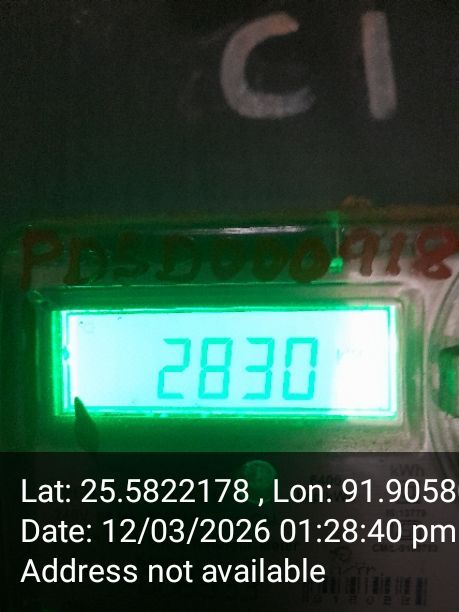 C1
PDSD000918
2830
kWh
Lat: 25.5822178 , Lon: 91.9058
Date: 12/03/2026 01:28:40 pm
Address not available